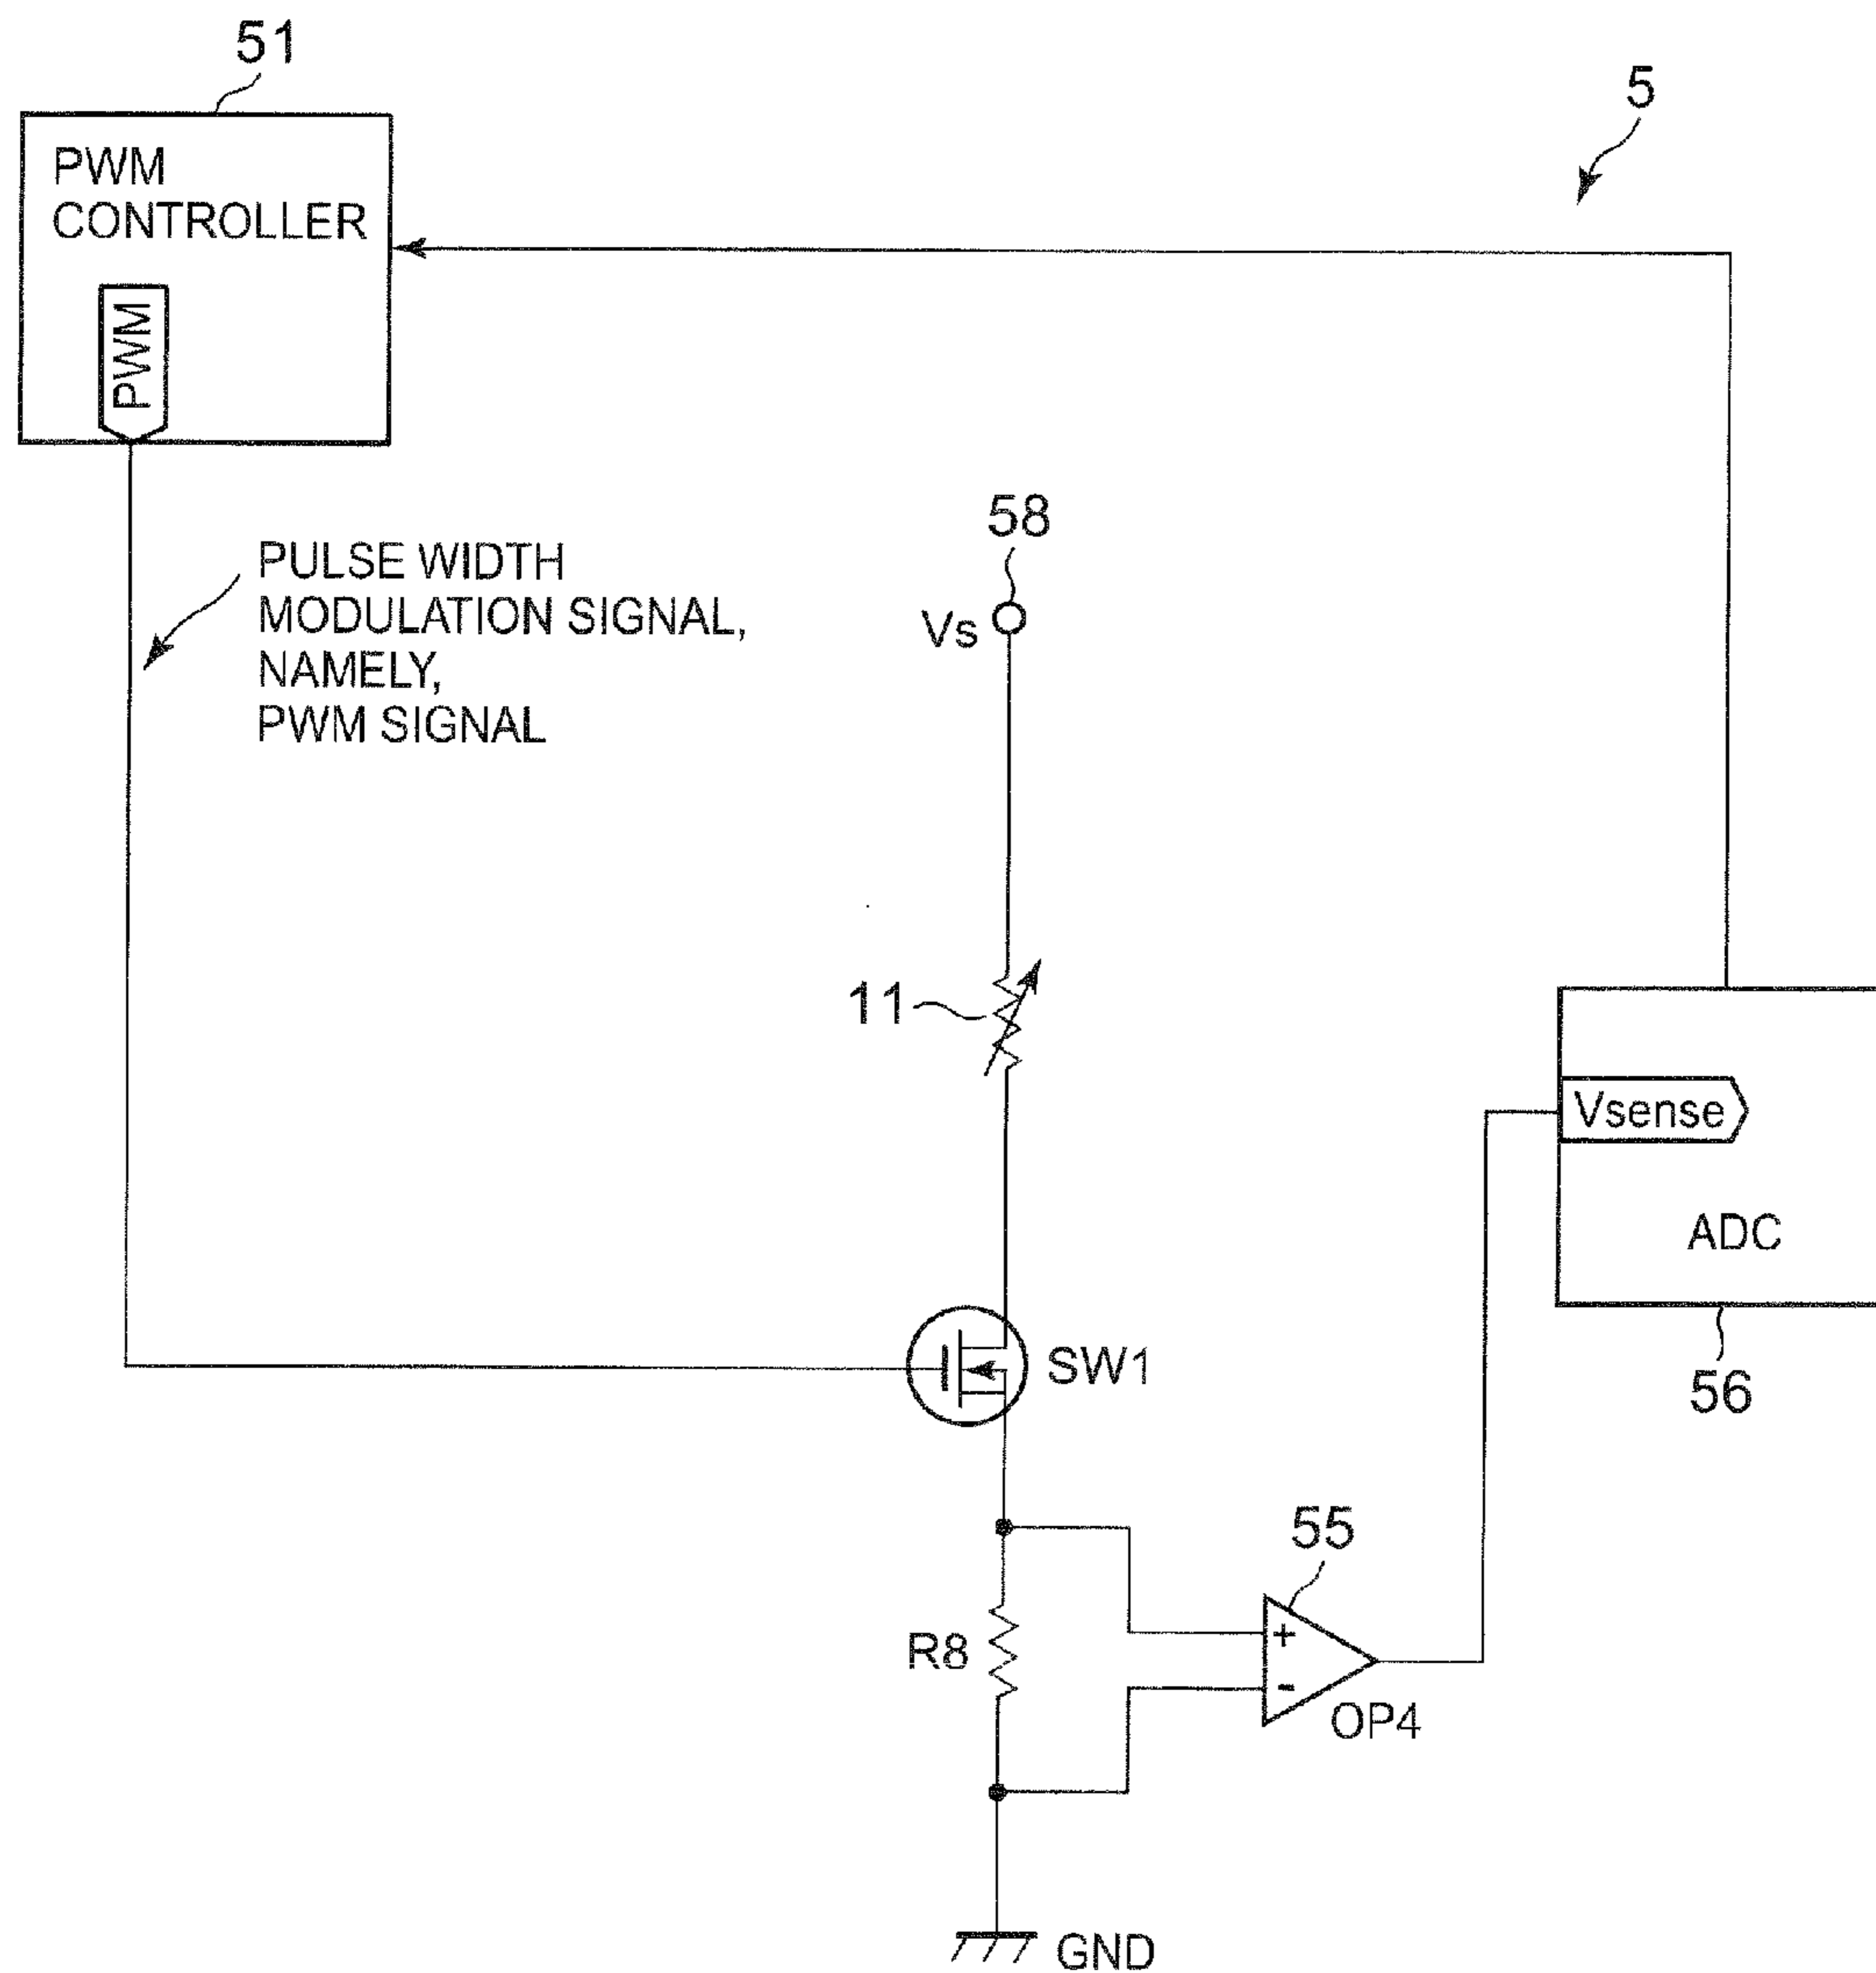 51
5
PWM
CONTROLLER
PWM
58
PULSE WIDTH
MODULATION SIGNAL,
NAMELY,
PWM SIGNAL
Vs
11
Vsense
ADC
SW1
56
55
+
R8
-
OP4
GND